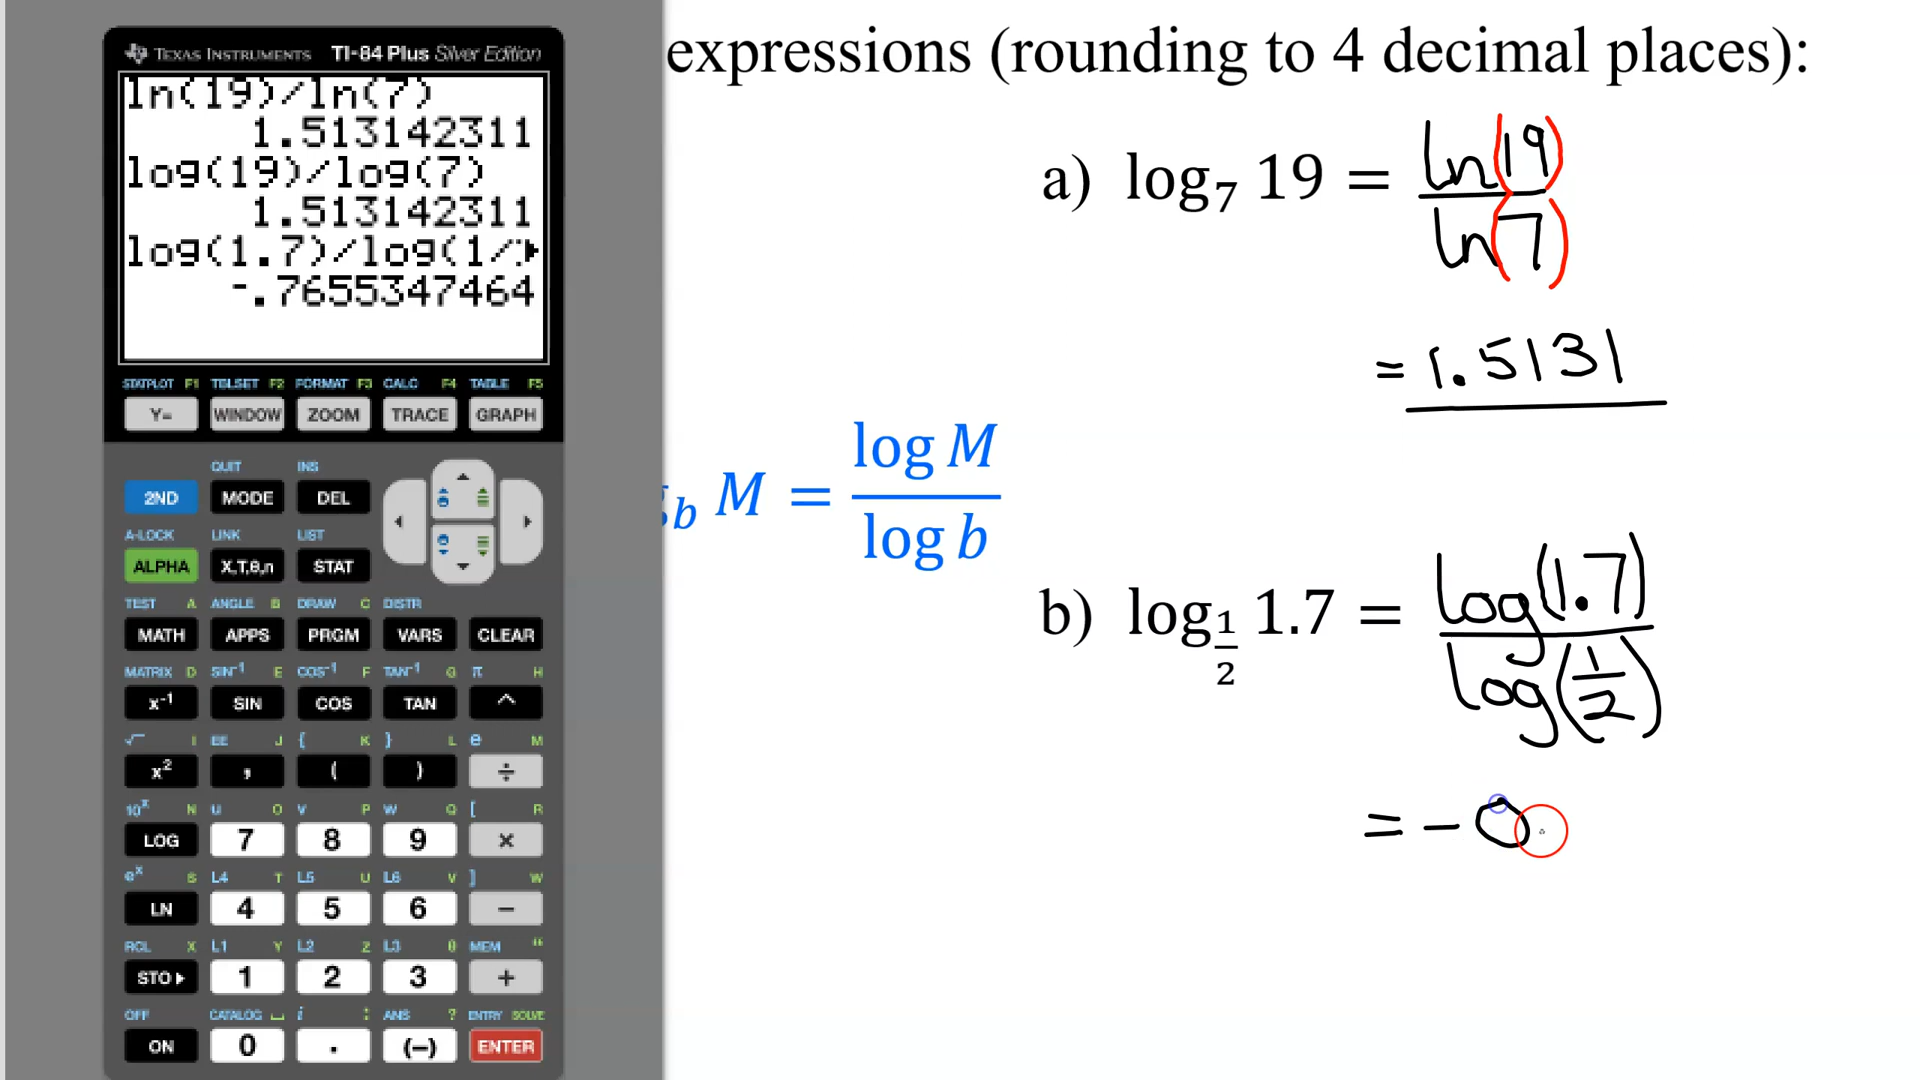 TEXAS INSTRUMENTS TI-84 Plus Silver Edition
ln(19)/ln(7)
1.513142311
log(19)/log(7)
1.513142311
log(1.7)/log(1/
-.7655347464
STATPLOT F1 TBLSET F2 FORMAT F3 CALC F4 TABLE F5
Y= WINDOW ZOOM TRACE GRAPH
QUIT INS
2ND MODE DEL
A-LOCK LINK LIST
ALPHA X,T,θ,n STAT
TEST A ANGLE B DRAW C DISTR
MATH APPS PRGM VARS CLEAR
MATRIX D SIN⁻¹ E COS⁻¹ F TAN⁻¹ G π H
x⁻¹ SIN COS TAN ^
√ I EE J { K } L e M
x² , ( ) ÷
10ˣ N u O v P w Q [ R
LOG 7 8 9 ×
eˣ S L4 T L5 U L6 V ] W
LN 4 5 6 −
RCL X L1 Y L2 Z L3 θ MEM "
STO▸ 1 2 3 +
OFF CATALOG ⎵ i : ANS ? ENTRY SOLVE
ON 0 . (−) ENTER
expressions (rounding to 4 decimal places):
a) log₇ 19 = ln(19)/ln(7)
= 1.5131
b M = log M/log b
b) log_{1/2} 1.7 = log(1.7)/log(1/2)
= - 0